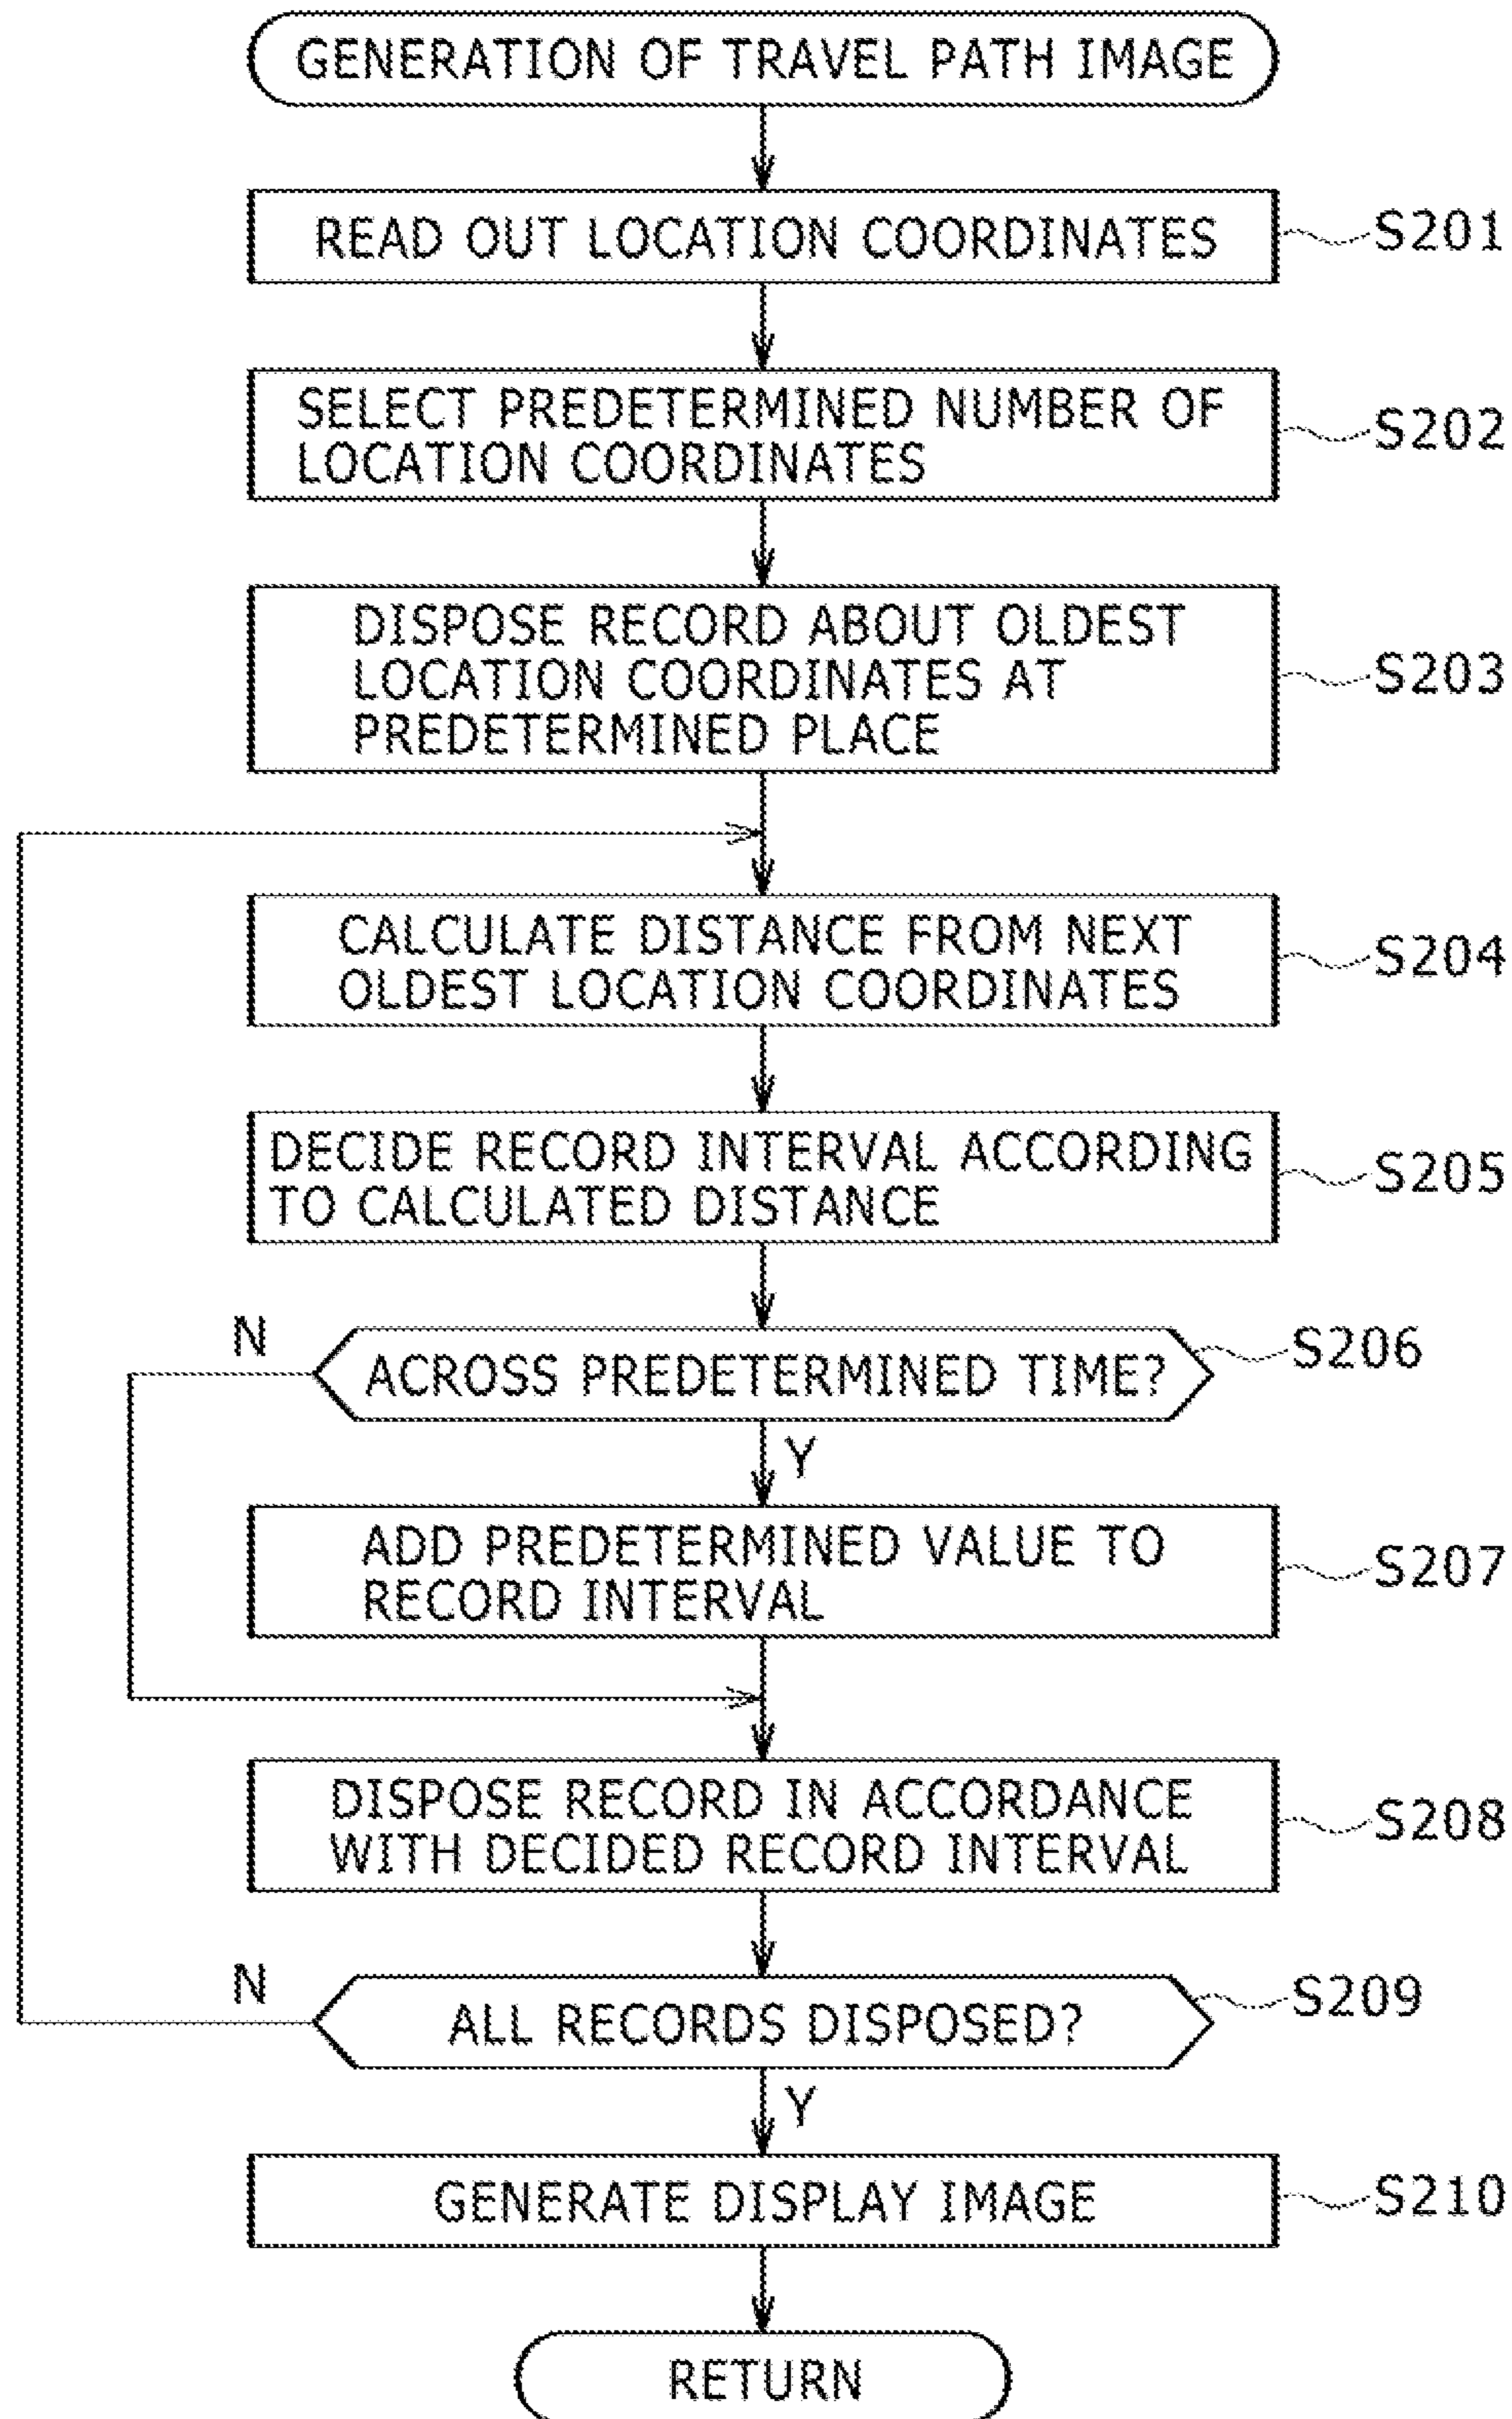 GENERATION OF TRAVEL PATH IMAGE
READ OUT LOCATION COORDINATES
S201
SELECT PREDETERMINED NUMBER OF
LOCATION COORDINATES
S202
DISPOSE RECORD ABOUT OLDEST
LOCATION COORDINATES AT
PREDETERMINED PLACE
S203
CALCULATE DISTANCE FROM NEXT
OLDEST LOCATION COORDINATES
S204
DECIDE RECORD INTERVAL ACCORDING
TO CALCULATED DISTANCE
S205
N
ACROSS PREDETERMINED TIME?
S206
Y
ADD PREDETERMINED VALUE TO
RECORD INTERVAL
S207
DISPOSE RECORD IN ACCORDANCE
WITH DECIDED RECORD INTERVAL
S208
N
ALL RECORDS DISPOSED?
S209
Y
GENERATE DISPLAY IMAGE
S210
RETURN